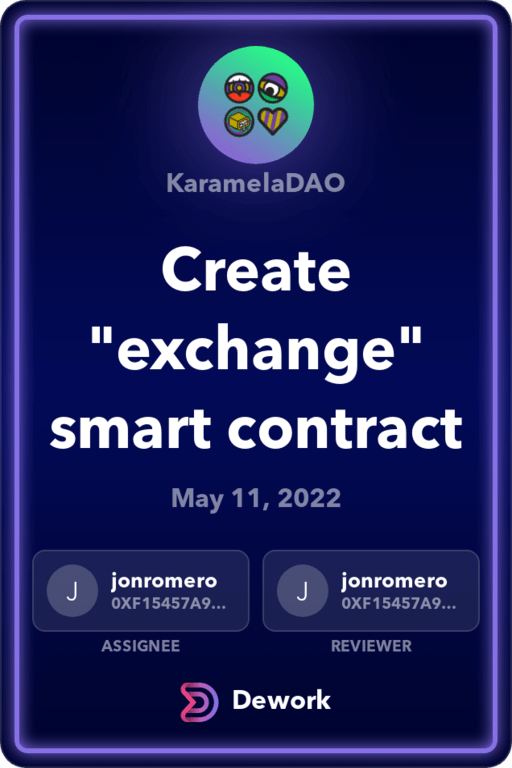 KaramelaDAO
Create
"exchange"
smart contract
May 11, 2022
J jonromero
0XF15457A9...
J jonromero
0XF15457A9...
ASSIGNEE
REVIEWER
Dework